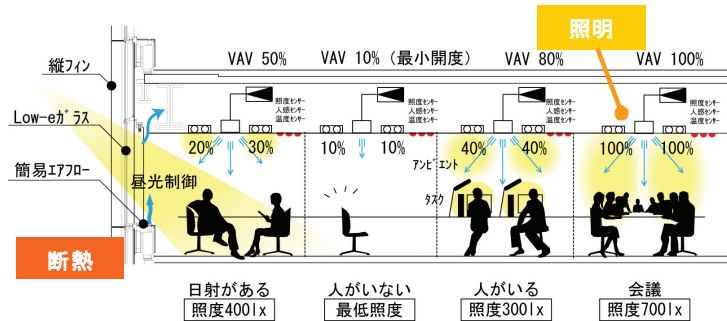 照明
VAV 50%
VAV 10%（最小開度）
VAV 80%
VAV 100%
縦フィン
Low-eガラス
簡易エアフロー
断熱
昼光制御
照度センサー
人感センサー
温度センサー
照度センサー
人感センサー
温度センサー
照度センサー
人感センサー
温度センサー
照度センサー
人感センサー
温度センサー
20%
30%
10%
10%
40%
40%
100%
100%
アンビエント
タスク
日射がある
照度400lx
人がいない
最低照度
人がいる
照度300lx
会議
照度700lx